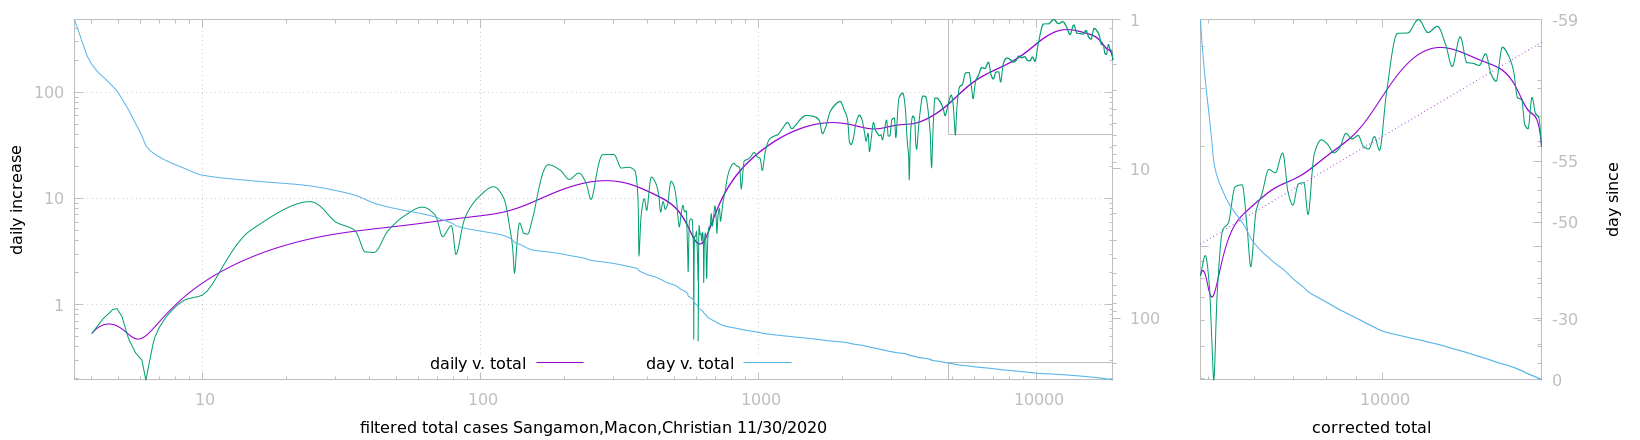 daily increase
100
10
1
1
10
100
10
100
1000
10000
daily v. total
day v. total
filtered total cases Sangamon,Macon,Christian 11/30/2020
-59
-55
-50
-30
0
day since
10000
corrected total